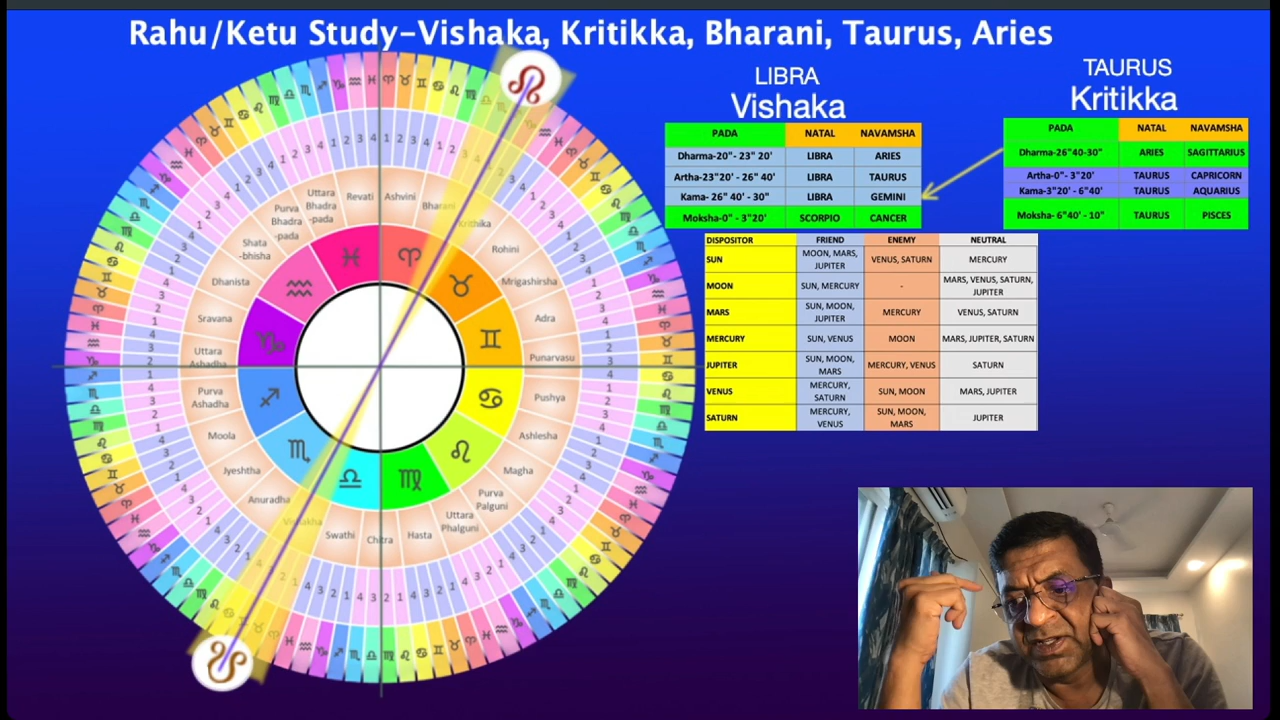 Rahu/Ketu Study-Vishaka, Kritikka, Bharani, Taurus, Aries
LIBRA
Vishaka
PADA NATAL NAVAMSHA
Dharma-20"- 23" 20' LIBRA ARIES
Artha-23"20' - 26" 40' LIBRA TAURUS
Kama- 26" 40' - 30" LIBRA GEMINI
Moksha-0" - 3"20' SCORPIO CANCER
TAURUS
Kritikka
PADA NATAL NAVAMSHA
Dharma-26"40-30" ARIES SAGITTARIUS
Artha-0"- 3"20' TAURUS CAPRICORN
Kama-3"20' - 6"40' TAURUS AQUARIUS
Moksha- 6"40' - 10" TAURUS PISCES
DISPOSITOR FRIEND ENEMY NEUTRAL
SUN MOON, MARS, JUPITER VENUS, SATURN MERCURY
MOON SUN, MERCURY - MARS, VENUS, SATURN, JUPITER
MARS SUN, MOON, JUPITER MERCURY VENUS, SATURN
MERCURY SUN, VENUS MOON MARS, JUPITER, SATURN
JUPITER SUN, MOON, MARS MERCURY, VENUS SATURN
VENUS MERCURY, SATURN SUN, MOON MARS, JUPITER
SATURN MERCURY, VENUS SUN, MOON, MARS JUPITER
Ashvini
Bharani
Krithika
Rohini
Mrigashirsha
Adra
Punarvasu
Pushya
Ashlesha
Magha
Purva
Palguni
Uttara
Phalguni
Hasta
Chitra
Swathi
Vishakha
Anuradha
Jyeshtha
Moola
Purva
Ashadha
Uttara
Ashadha
Sravana
Dhanista
Shata
-bhisha
Purva
Bhadra
-pada
Uttara
Bhadra
-pada
Revati